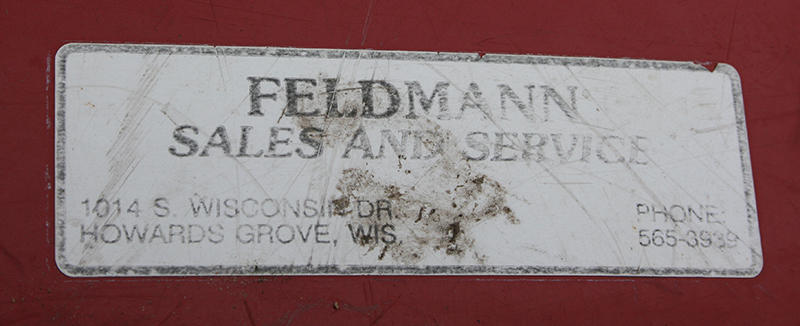 FELDMANN
SALES AND SERVICE
1014 S. WISCONSIN DR.
HOWARDS GROVE, WIS.
PHONE:
565-3939